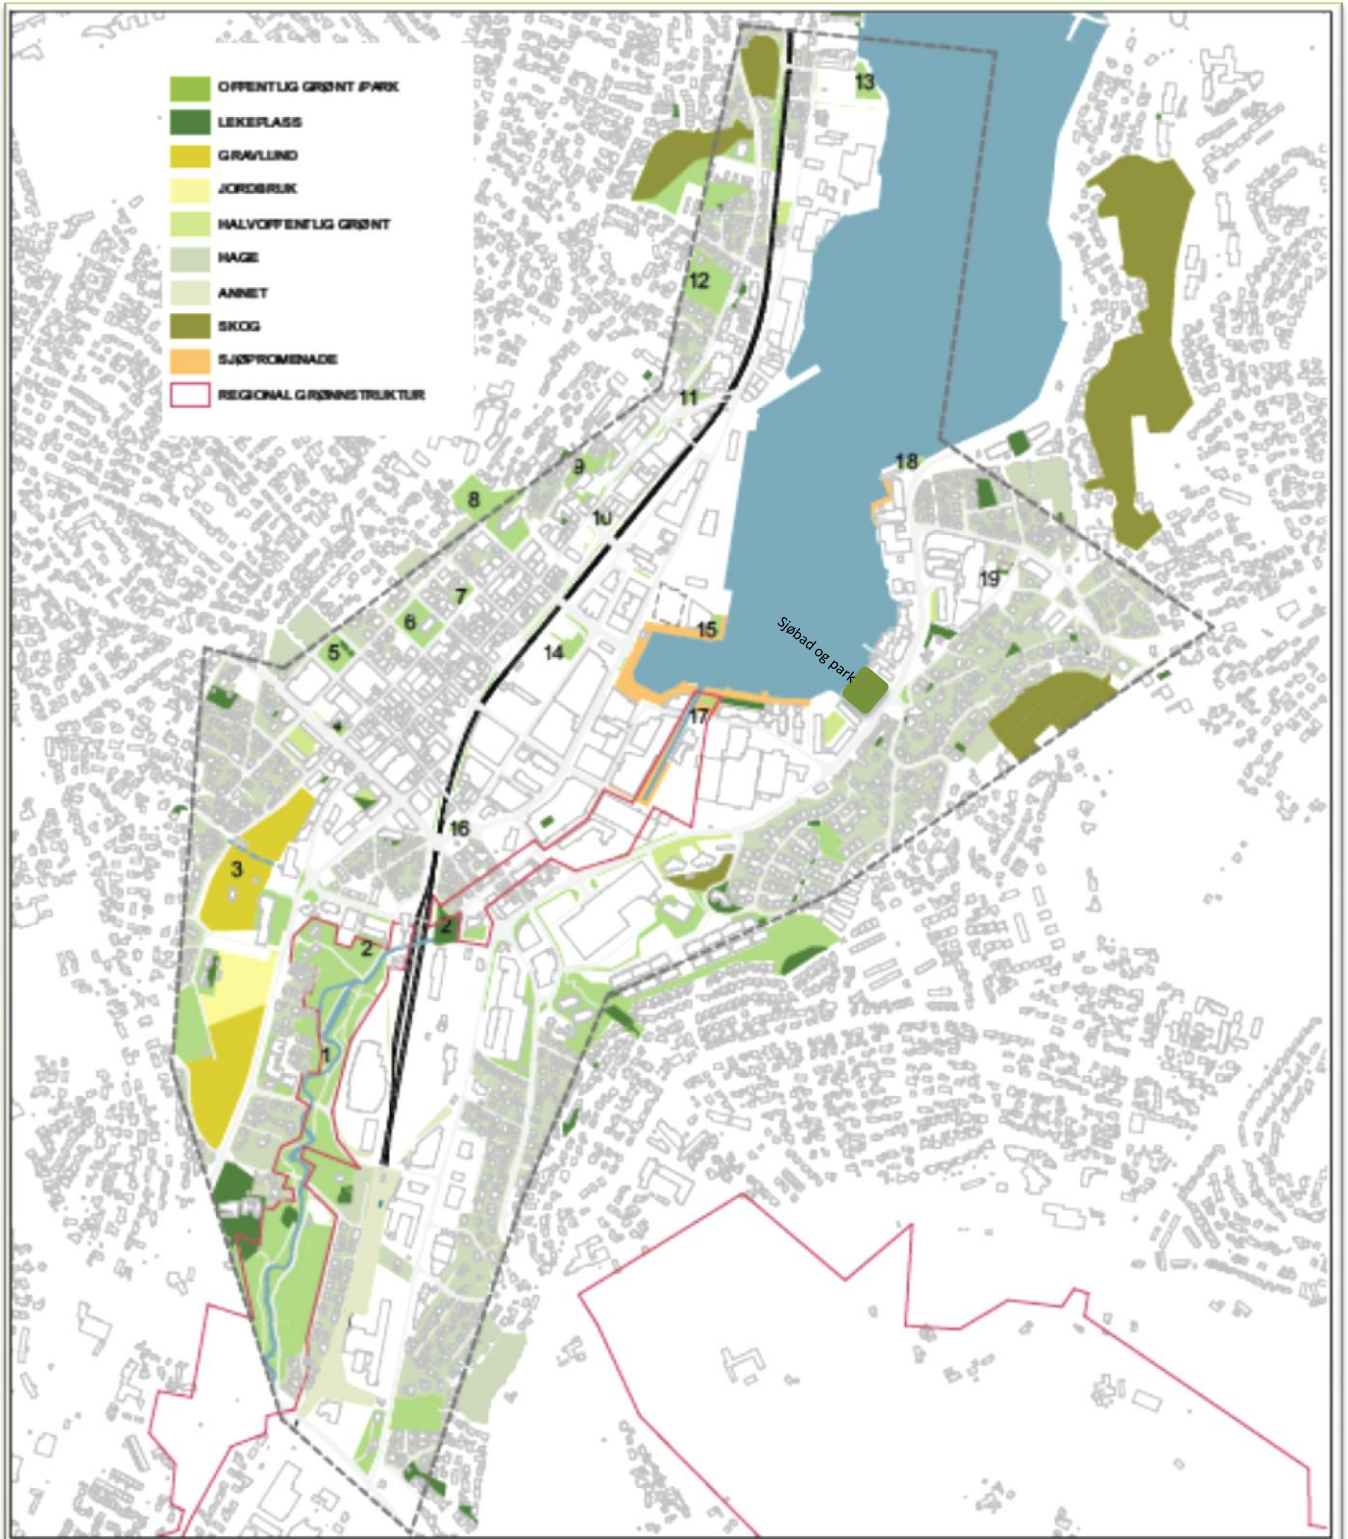 OFFENTLIG GRØNT /PARK
LEKEPLASS
GRAVLUND
JORDBRUK
HALVOFFENTLIG GRØNT
HAGE
ANNET
SKOG
SJØPROMENADE
REGIONAL GRØNNSTRUKTUR
13
12
11
9
18
8
10
19
7
6
15
5
14
Sjøbad og park
4
17
16
3
2
2
1